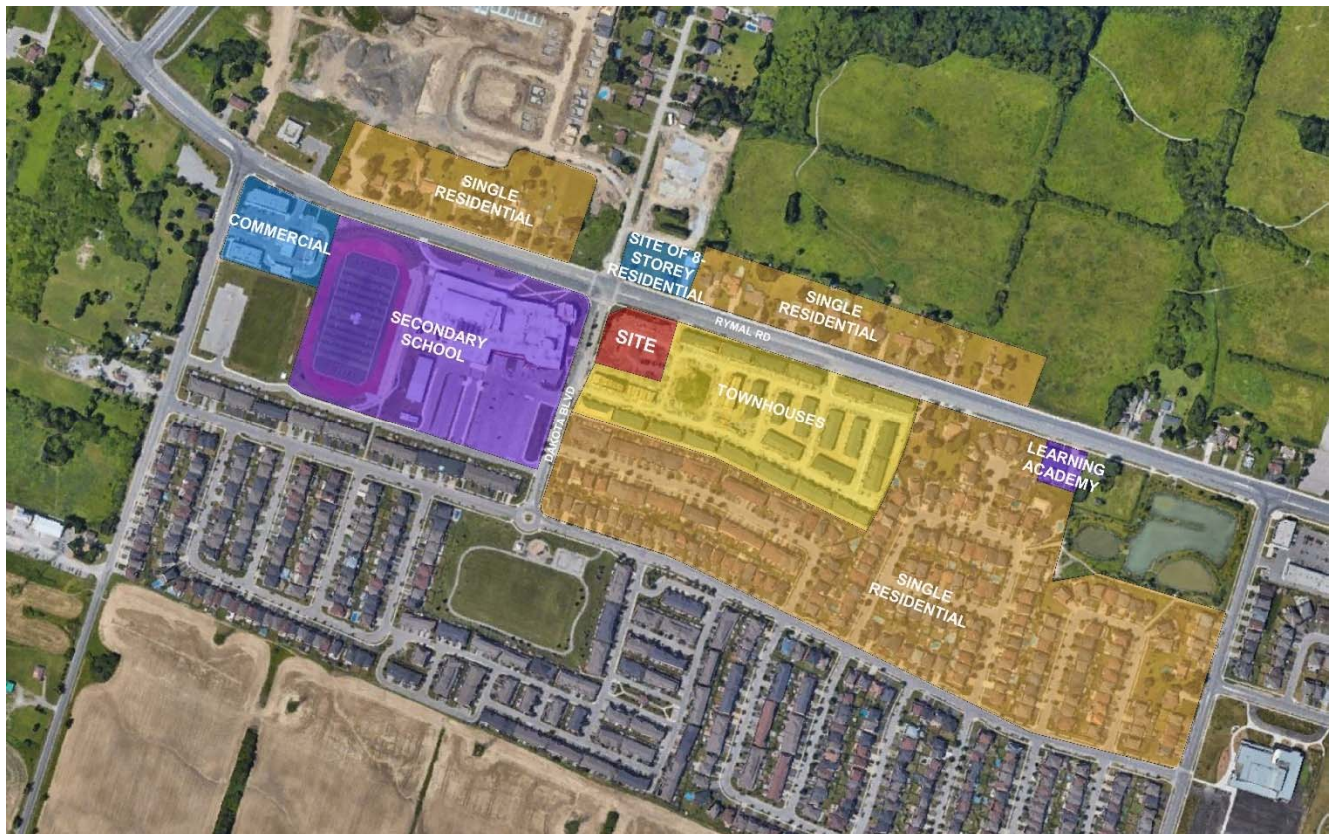 SINGLE
RESIDENTIAL
COMMERCIAL
SITE OF 8-
STOREY
RESIDENTIAL
SINGLE
RESIDENTIAL
SECONDARY
SCHOOL
SITE
RYMAL RD
TOWNHOUSES
DAKOTA BLVD
LEARNING
ACADEMY
SINGLE
RESIDENTIAL